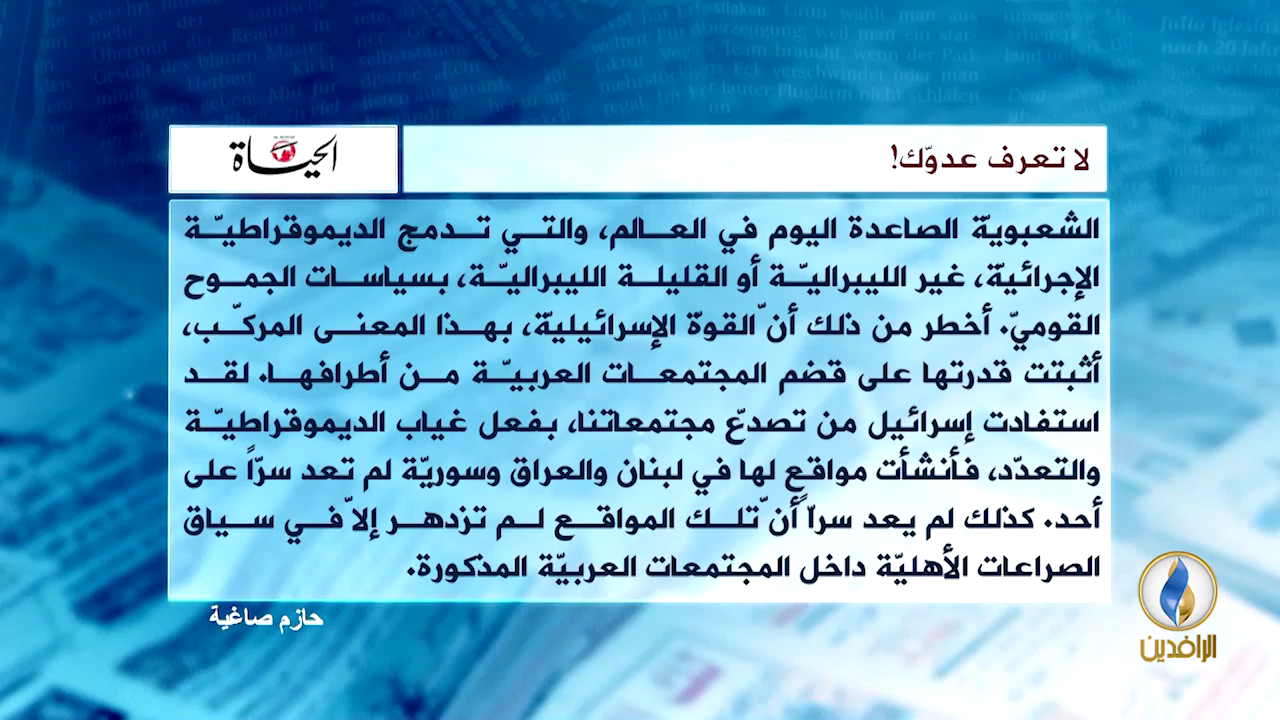 لا تعرف عدوّك!
الحياة
الشعبويّة الصاعدة اليوم في العالم، والتي تدمج الديموقراطيّة
الإجرائيّة، غير الليبراليّة أو القليلة الليبراليّة، بسياسات الجموح
القوميّ. أخطر من ذلك أنّ القوّة الإسرائيليّة، بهذا المعنى المركّب،
أثبتت قدرتها على قضم المجتمعات العربيّة من أطرافها. لقد
استفادت إسرائيل من تصدّع مجتمعاتنا، بفعل غياب الديموقراطيّة
والتعدّد، فأنشأت مواقع لها في لبنان والعراق وسوريّة لم تعد سرّاً على
أحد. كذلك لم يعد سراّ أنّ تلك المواقع لم تزدهر إلاّ في سياق
الصراعات الأهليّة داخل المجتمعات العربيّة المذكورة.
حازم صاغية
الرافدين